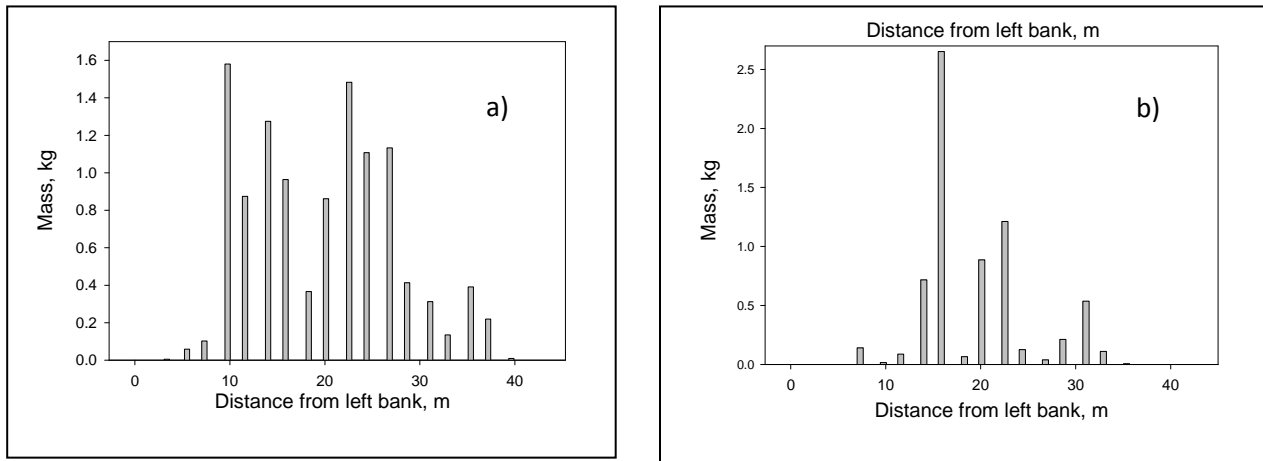 1.6
1.4
1.2
1.0
0.8
0.6
0.4
0.2
0.0
Mass, kg
a)
0 10 20 30 40
Distance from left bank, m
Distance from left bank, m
2.5
2.0
1.5
1.0
0.5
0.0
Mass, kg
b)
0 10 20 30 40
Distance from left bank, m